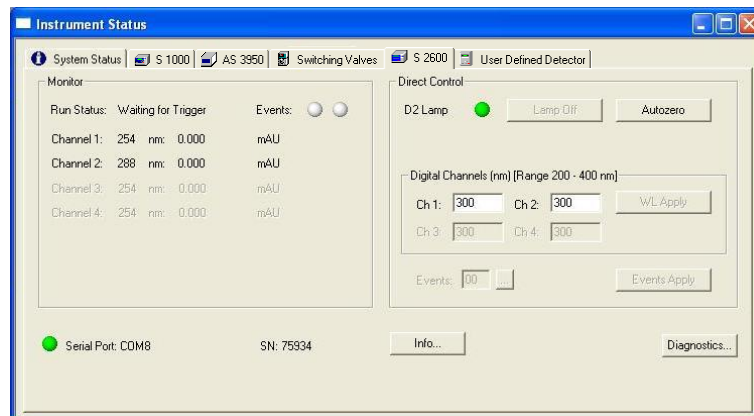 Instrument Status
System Status S 1000 AS 3950 Switching Valves S 2600 User Defined Detector
Monitor
Run Status: Waiting for Trigger Events:
Channel 1: 254 nm: 0.000 mAU
Channel 2: 288 nm: 0.000 mAU
Channel 3: 254 nm: 0.000 mAU
Channel 4: 254 nm: 0.000 mAU
Direct Control
D2 Lamp Lamp Off Autozero
Digital Channels (nm) [Range 200 - 400 nm]
Ch 1: 300 Ch 2: 300 WL Apply
Ch 3: 300 Ch 4: 300
Events: 00 ... Events Apply
Serial Port: COM8 SN: 75934 Info... Diagnostics...